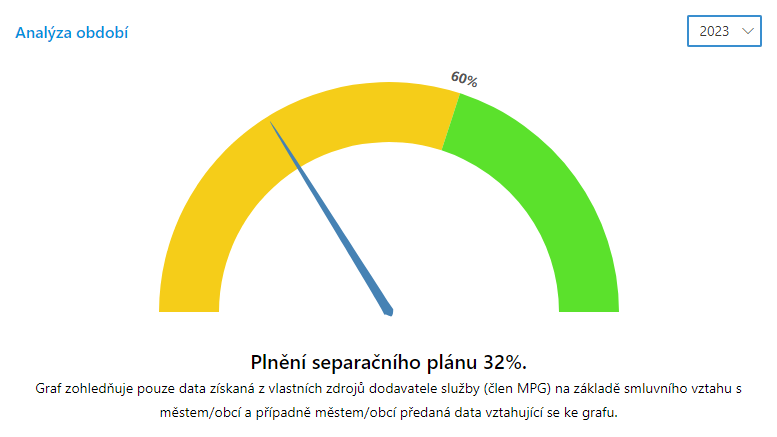 Analýza období
2023
60%
Plnění separačního plánu 32%.
Graf zohledňuje pouze data získaná z vlastních zdrojů dodavatele služby (člen MPG) na základě smluvního vztahu s
městem/obcí a případně městem/obcí předaná data vztahující se ke grafu.